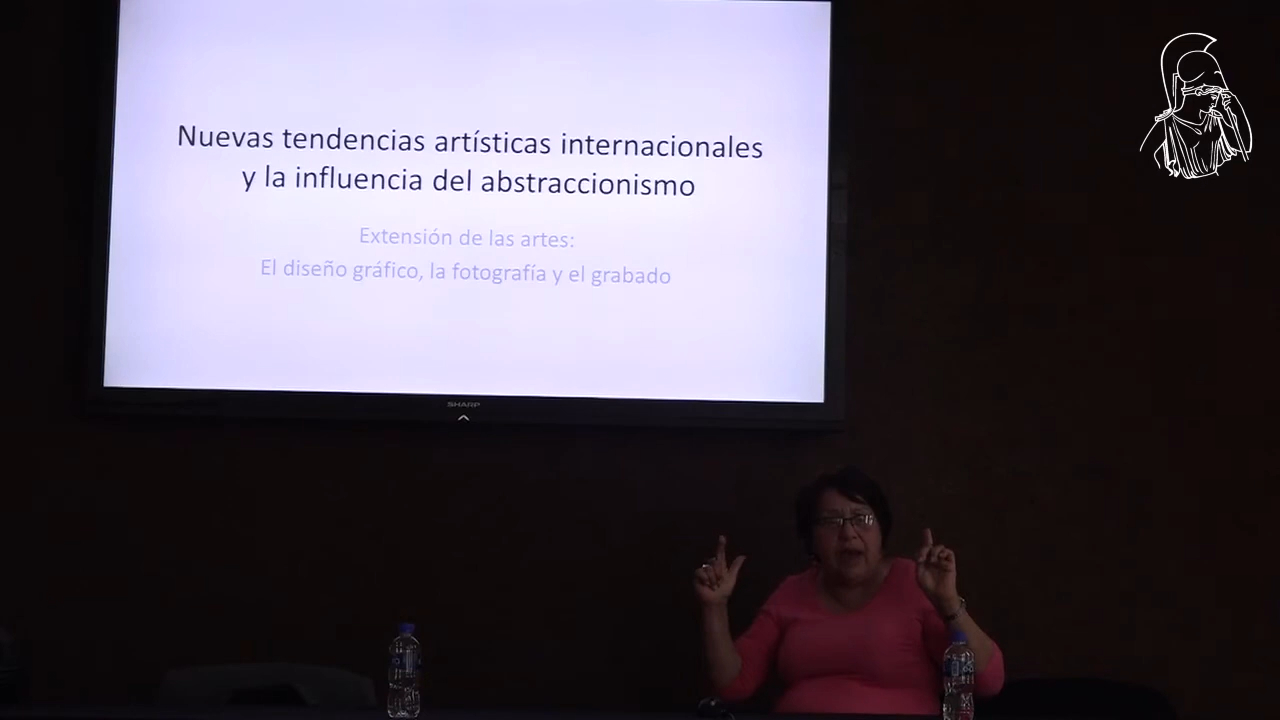 Nuevas tendencias artísticas internacionales
y la influencia del abstraccionismo
Extensión de las artes:
El diseño gráfico, la fotografía y el grabado
SHARP